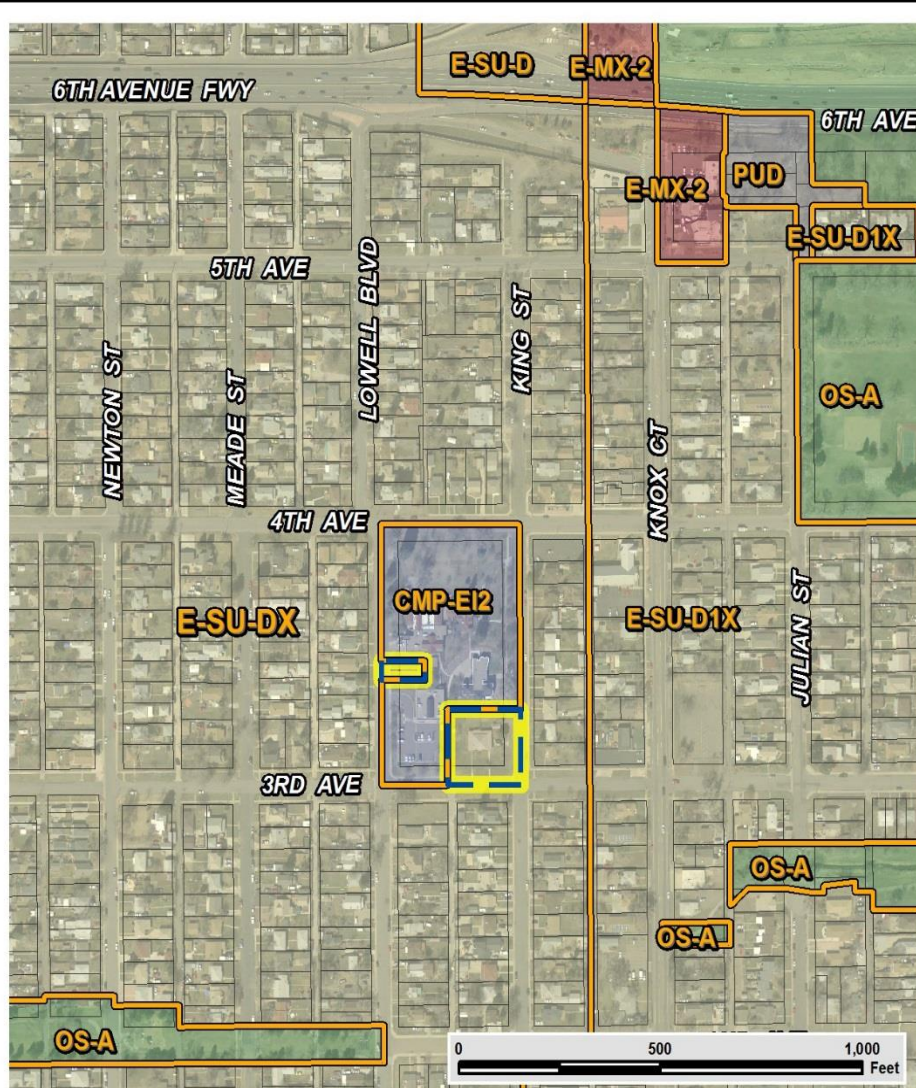 E-SU-D
E-MX-2
6TH AVENUE FWY
6TH AVE
E-MX-2
PUD
E-SU-D1X
5TH AVE
LOWELL BLVD
KING ST
NEWTON ST
MEADE ST
OS-A
KNOX CT
4TH AVE
JULIAN ST
CMP-EI2
E-SU-DX
E-SU-D1X
3RD AVE
OS-A
OS-A
OS-A
0 500 1,000
Feet